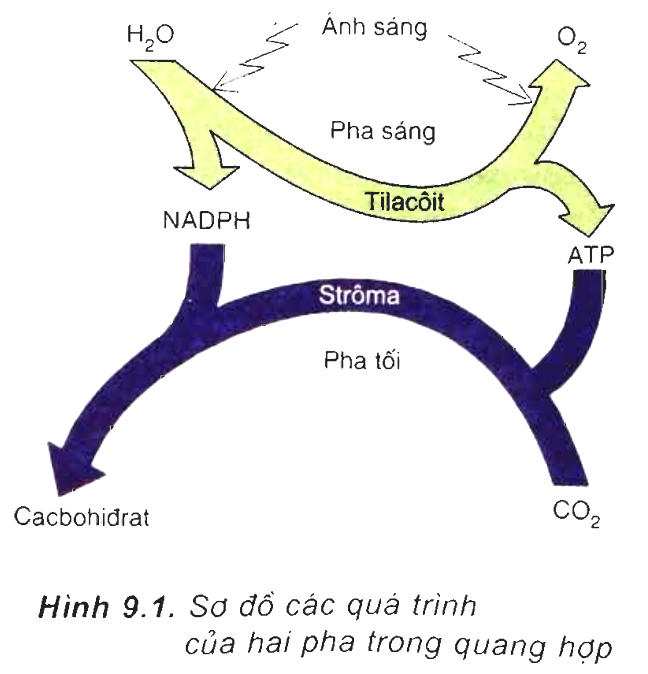 H₂O
Ánh sáng
O₂
Pha sáng
Tilacôit
NADPH
ATP
Strôma
Pha tối
Cacbohiđrat
CO₂
Hình 9.1. Sơ đồ các quá trình
của hai pha trong quang hợp